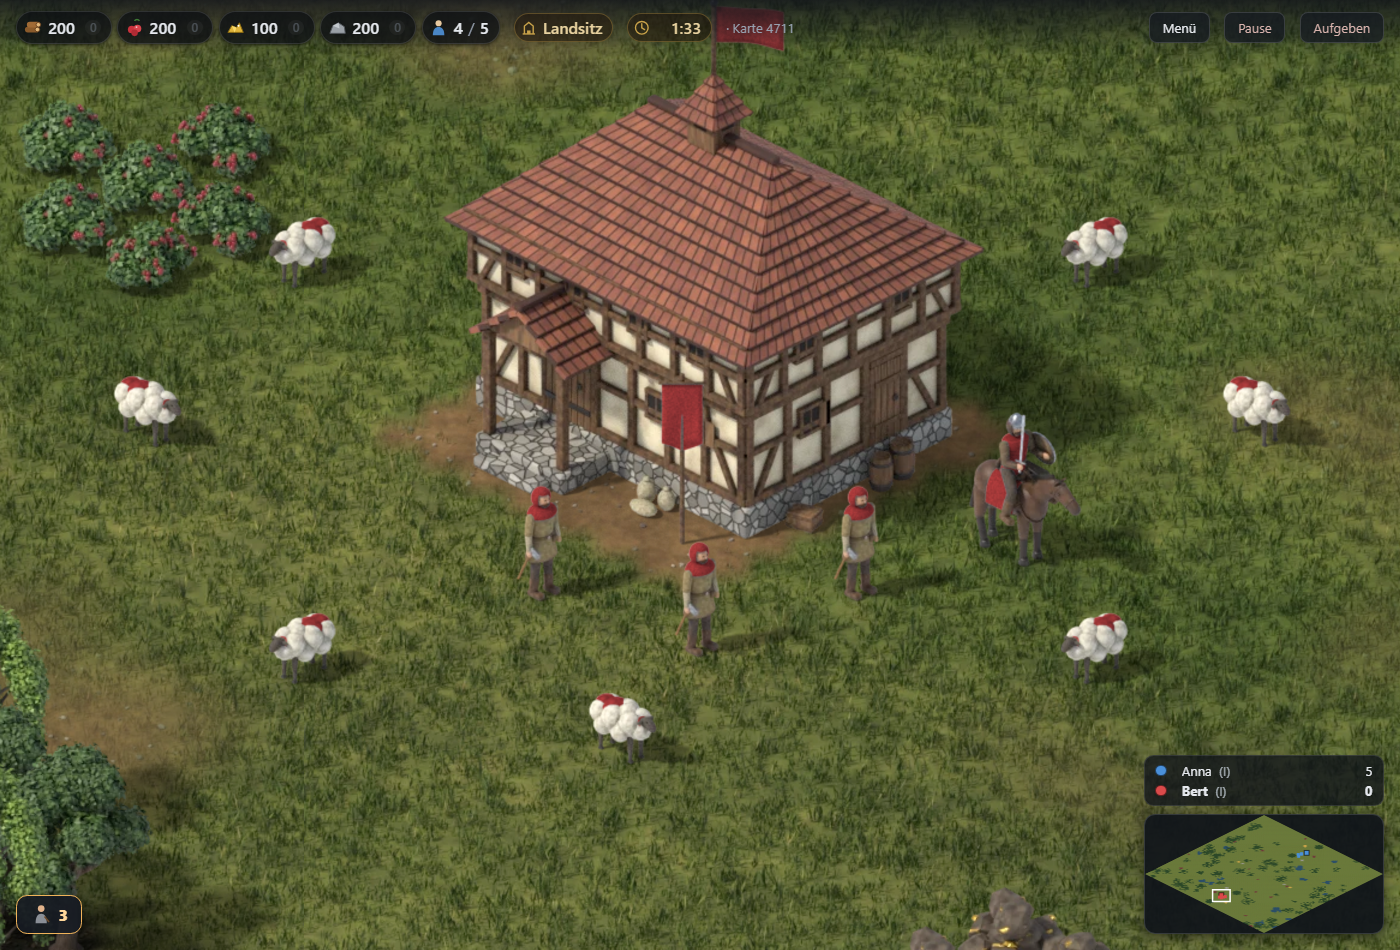 200 0 200 0 100 0 200 0 4 / 5 Landsitz 1:33 · Karte 4711 Menü Pause Aufgeben
Anna (I) 5
Bert (I) 0
3